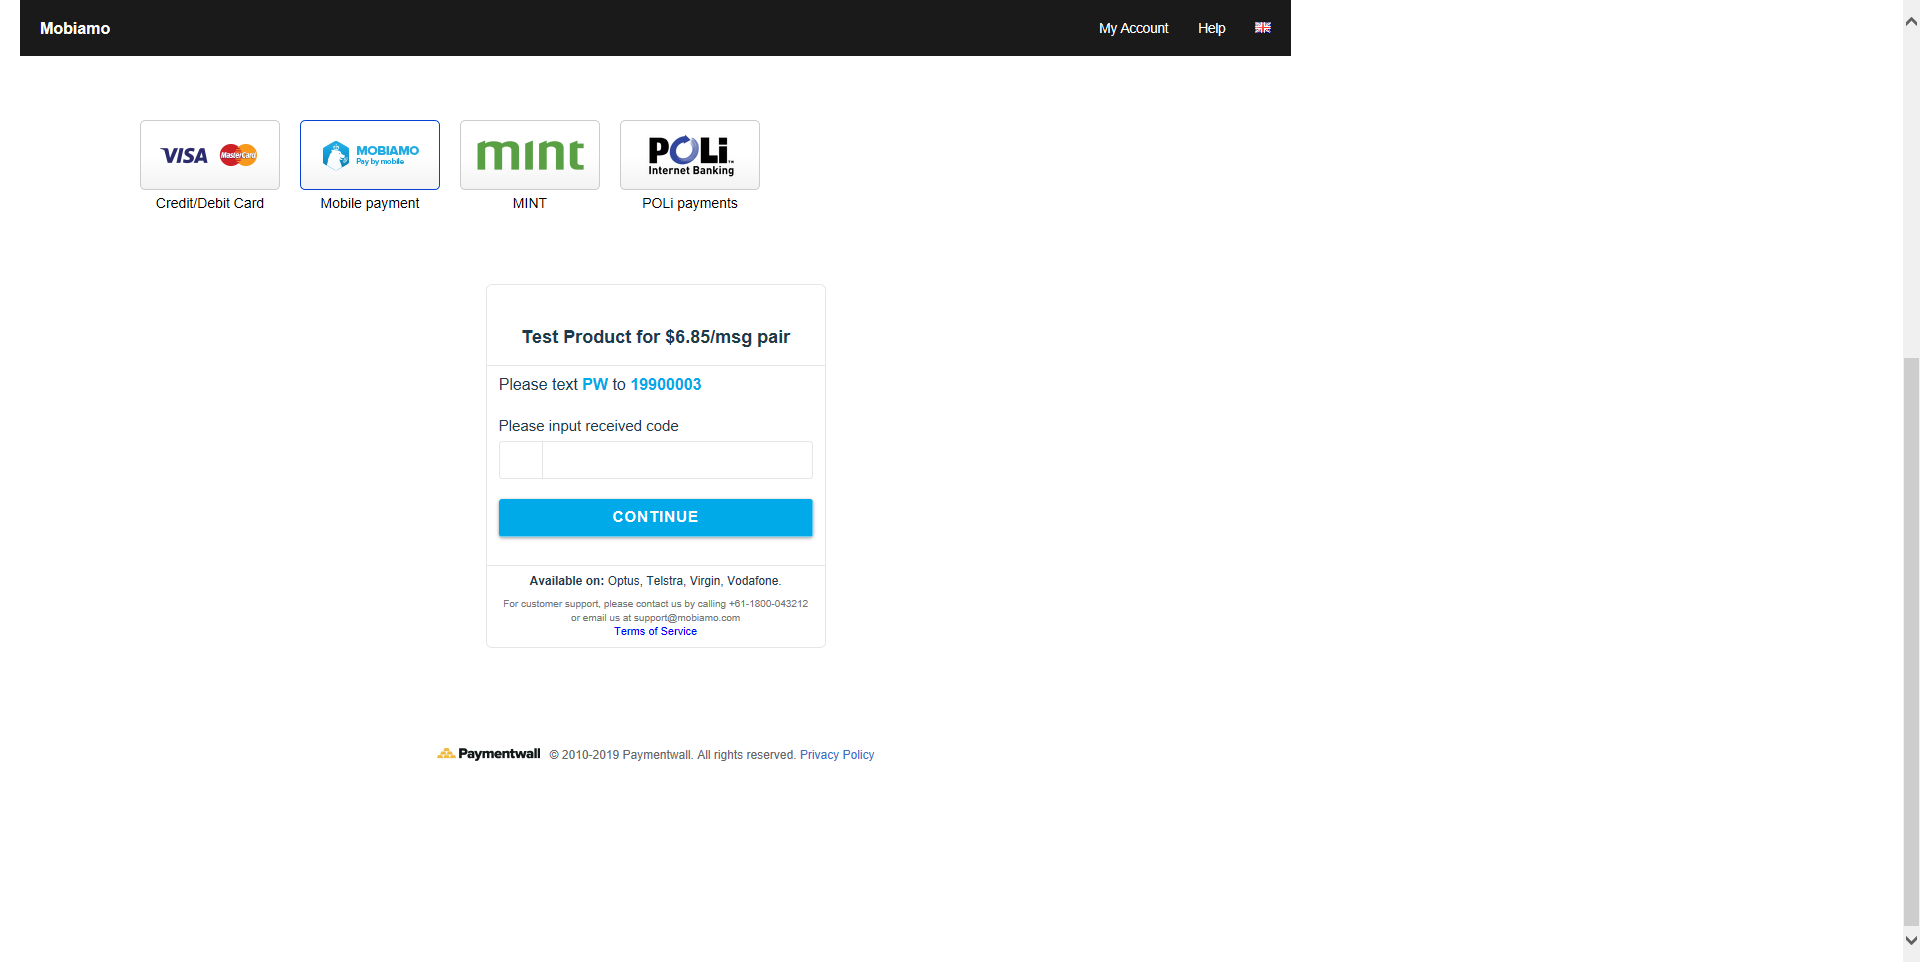 Mobiamo
My Account Help
VISA MasterCard
MOBIAMO
Pay by mobile
mint
POLi™
Internet Banking
Credit/Debit Card
Mobile payment
MINT
POLi payments
Test Product for $6.85/msg pair
Please text PW to 19900003
Please input received code
CONTINUE
Available on: Optus, Telstra, Virgin, Vodafone.
For customer support, please contact us by calling +61-1800-043212
or email us at support@mobiamo.com
Terms of Service
Paymentwall © 2010-2019 Paymentwall. All rights reserved. Privacy Policy